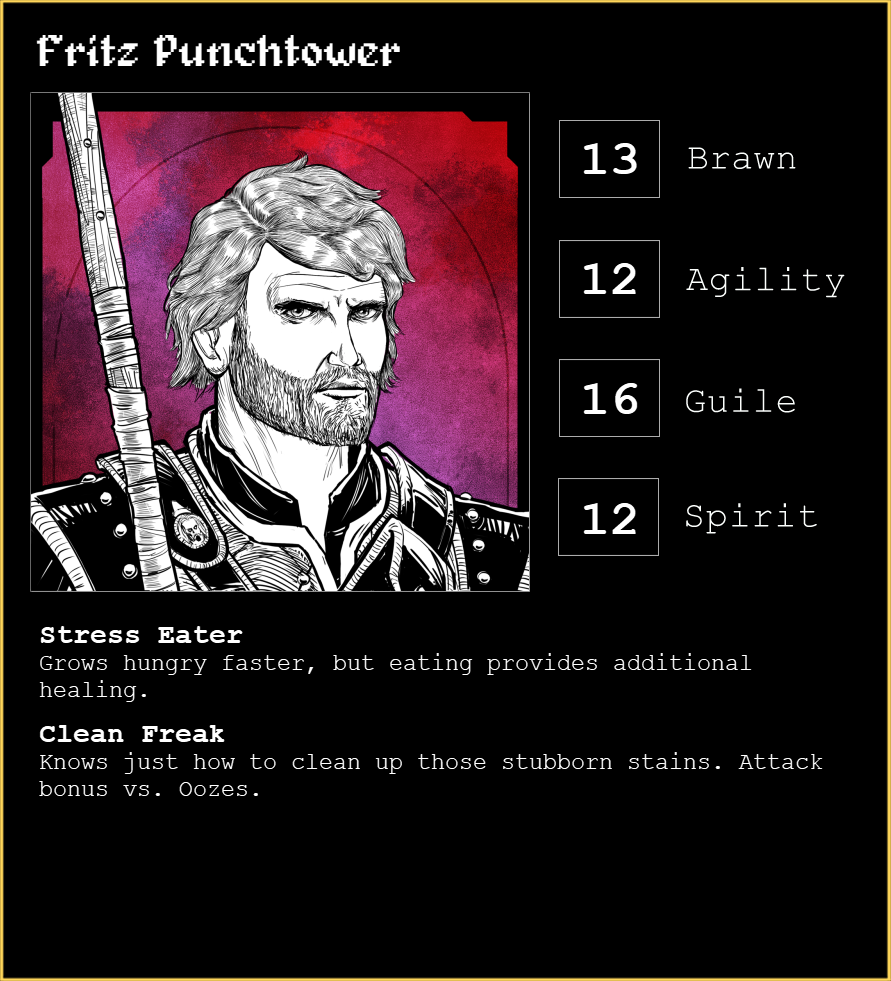 Fritz Punchtower
13 Brawn
12 Agility
16 Guile
12 Spirit
Stress Eater
Grows hungry faster, but eating provides additional
healing.
Clean Freak
Knows just how to clean up those stubborn stains. Attack
bonus vs. Oozes.